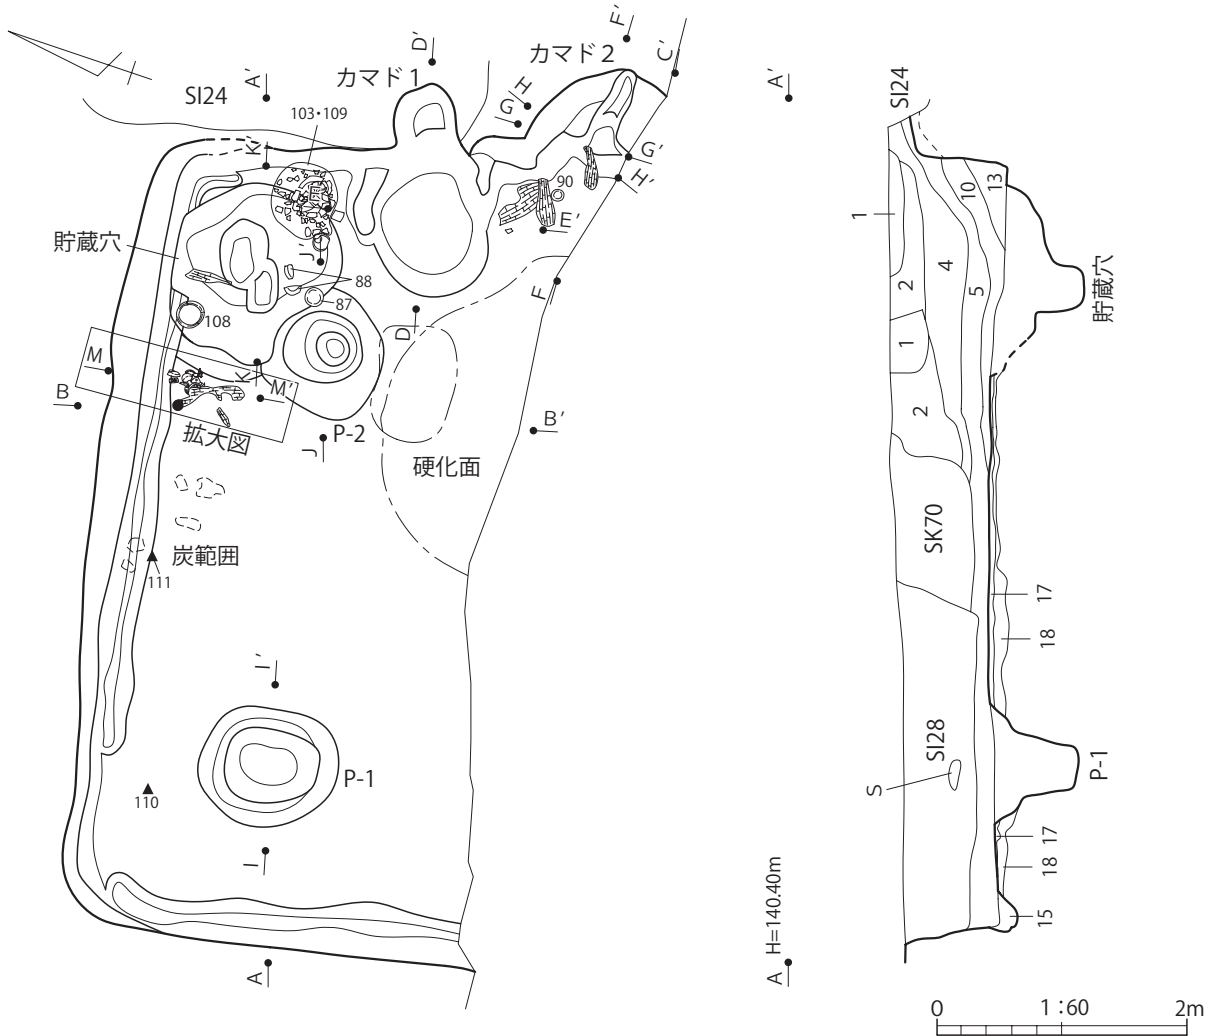 F'
C'
D'
カマド2
カマド1
A'
A'
SI24
SI24
H
G
103・109
K'
G'
H'
90
E'
10
13
1
貯蔵穴
J'
4
88
2
5
F
87
貯蔵穴
108
D
1
M
K
M'
B
2
B'
拡大図
P-2
J
硬化面
SK70
炭範囲
111
17
18
I'
SI28
P-1
P-1
S
110
17
I
18
H=140.40m
15
A
A
0
1:60
2m